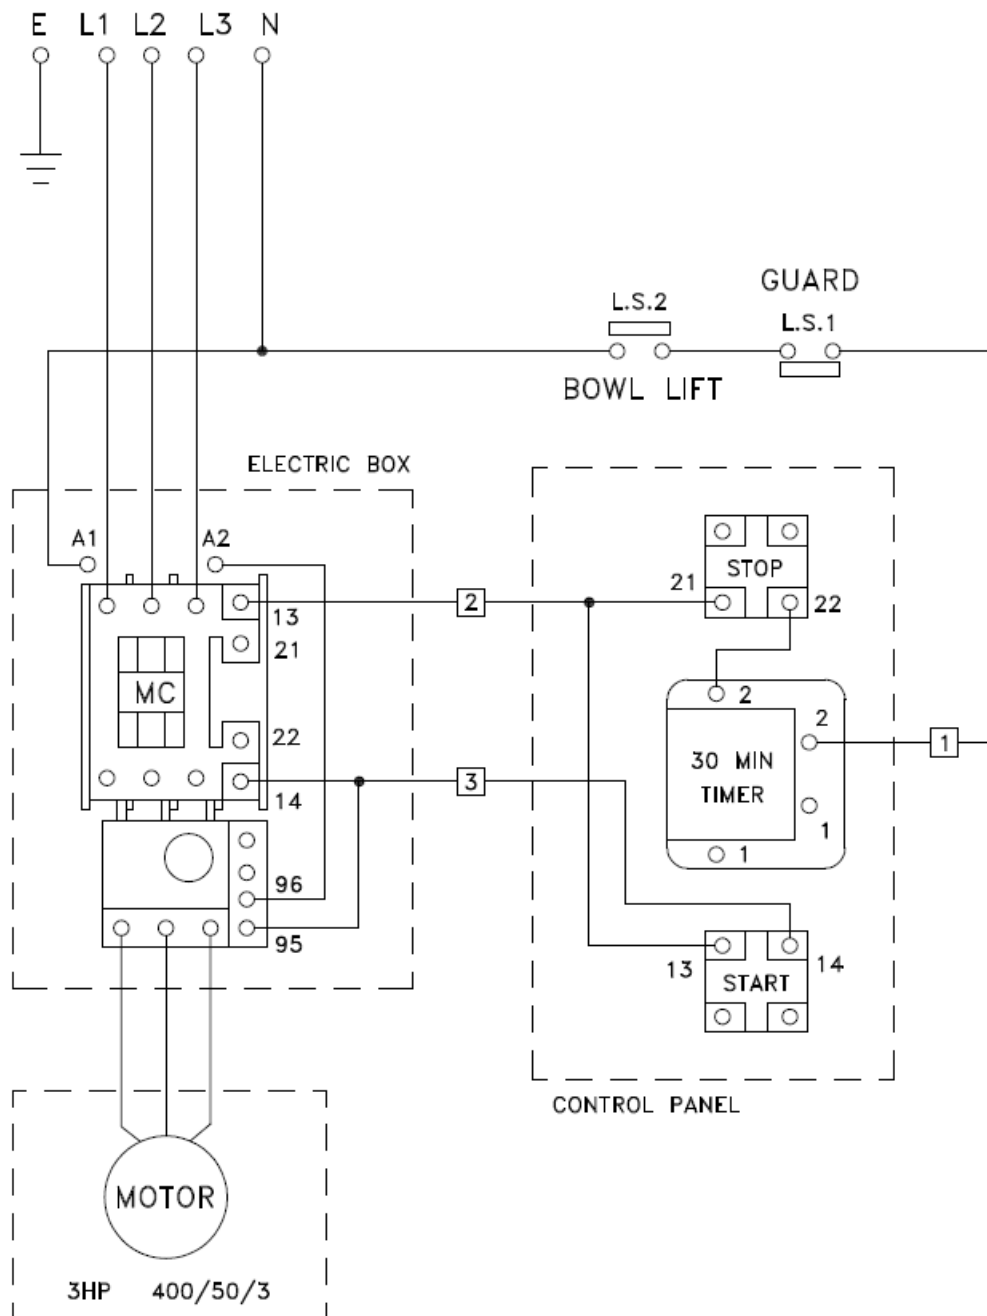 E L1 L2 L3 N
GUARD
L.S.2
L.S.1
BOWL LIFT
ELECTRIC BOX
A1 A2
STOP
21
22
2
13
21
MC
22
14
3
2
2
30 MIN
TIMER
1
1
1
96
95
13
14
START
CONTROL PANEL
MOTOR
3HP 400/50/3